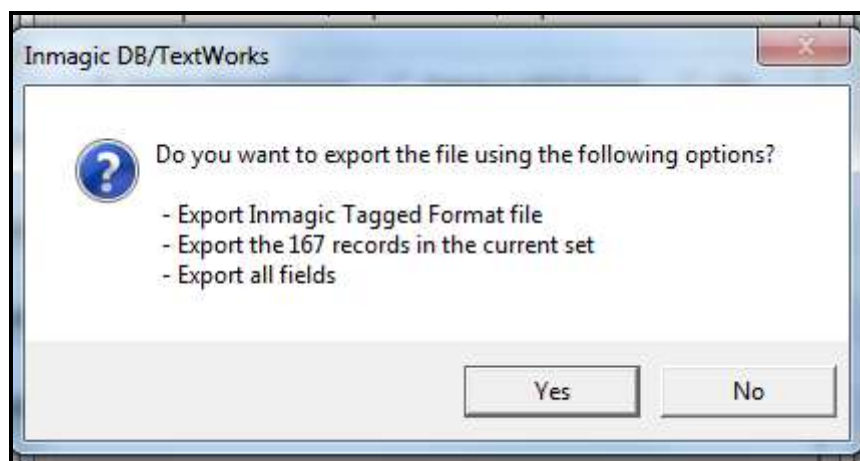 Inmagic DB/TextWorks
Do you want to export the file using the following options?
- Export Inmagic Tagged Format file
- Export the 167 records in the current set
- Export all fields
Yes
No